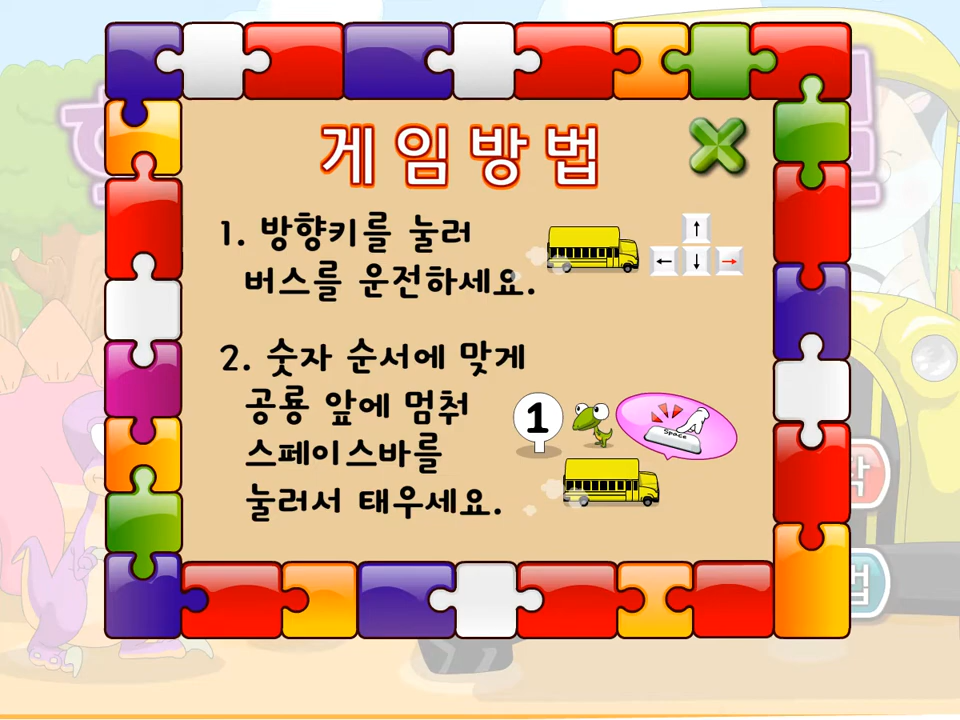 게임방법
1. 방향키를 눌러
버스를 운전하세요.
2. 숫자 순서에 맞게
공룡 앞에 멈춰
스페이스바를
눌러서 태우세요.
1
Space